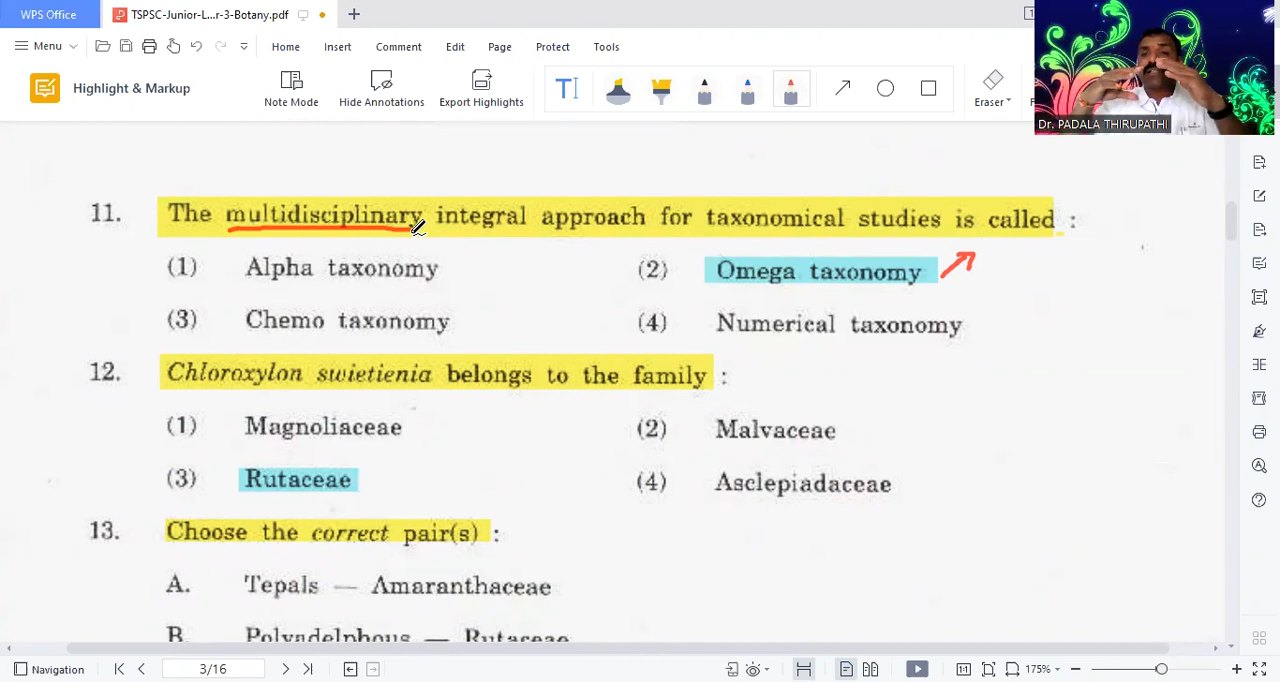 WPS Office
TSPSC-Junior-L...r-3-Botany.pdf
Menu
Home Insert Comment Edit Page Protect Tools
Highlight & Markup
Note Mode Hide Annotations Export Highlights
Eraser
Dr. PADALA THIRUPATHI
11. The multidisciplinary integral approach for taxonomical studies is called :
(1) Alpha taxonomy (2) Omega taxonomy
(3) Chemo taxonomy (4) Numerical taxonomy
12. Chloroxylon swietienia belongs to the family :
(1) Magnoliaceae (2) Malvaceae
(3) Rutaceae (4) Asclepiadaceae
13. Choose the correct pair(s) :
A. Tepals — Amaranthaceae
B. Polyadelphous — Rutaceae
Navigation 3/16 175%